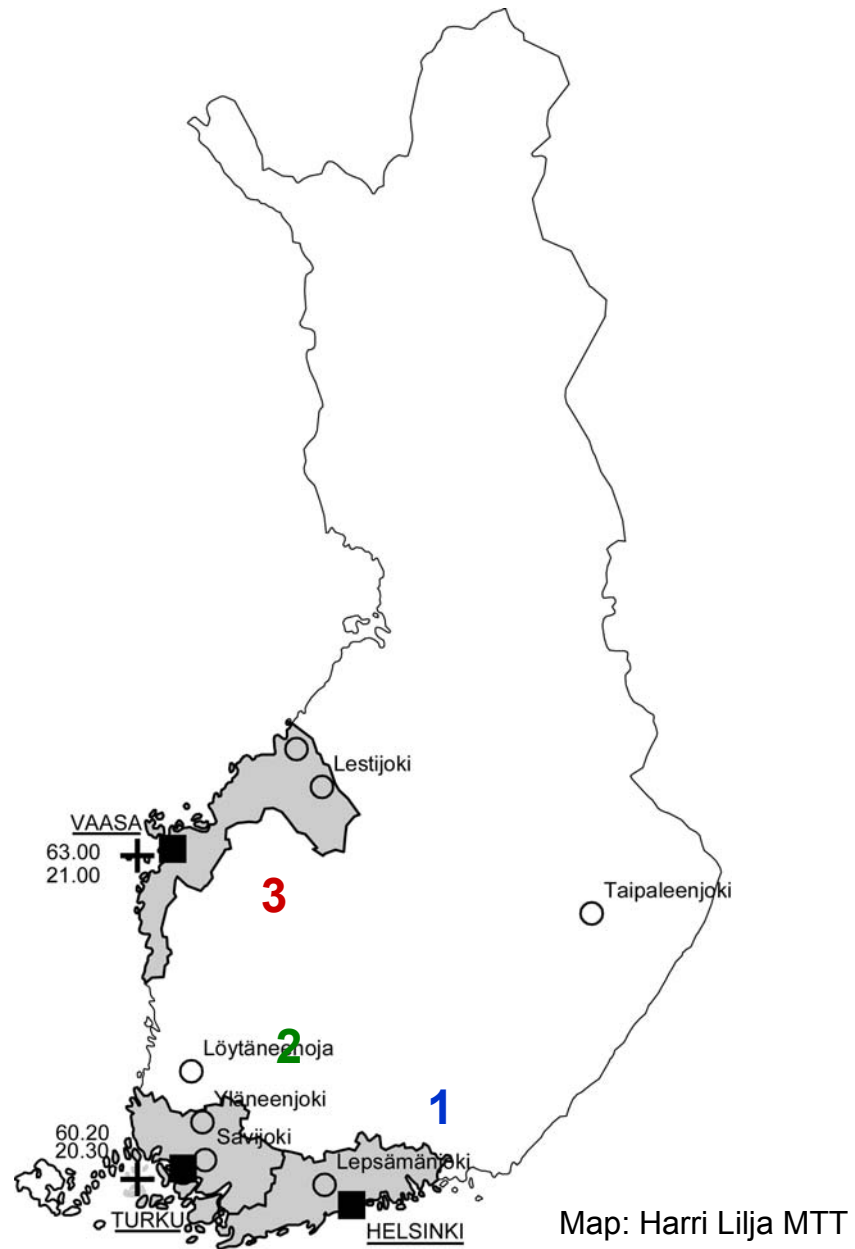 Lestijoki
VAASA
63.00
21.00
3
Taipaleenjoki
2
Löytäneenoja
1
Yläneenjoki
60.20
20.30
Savijoki
Lepsämänjoki
TURKU
HELSINKI
Map: Harri Lilja MTT